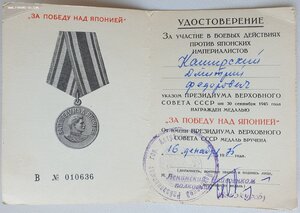 „ЗА ПОБЕДУ НАД ЯПОНИЕЙ"
В № 010636
УДОСТОВЕРЕНИЕ
ЗА УЧАСТИЕ В БОЕВЫХ ДЕЙСТВИЯХ
ПРОТИВ ЯПОНСКИХ
ИМПЕРИАЛИСТОВ
Каширский
Дмитрий
Федорович
УКАЗОМ ПРЕЗИДИУМА ВЕРХОВНОГО
СОВЕТА СССР от 30 сентября 1945 года
НАГРАЖДЕН МЕДАЛЬЮ
"ЗА ПОБЕДУ НАД ЯПОНИЕЙ"
От имени ПРЕЗИДИУМА ВЕРХОВНОГО
СОВЕТА СССР МЕДАЛЬ ВРУЧЕНА
16 декабря